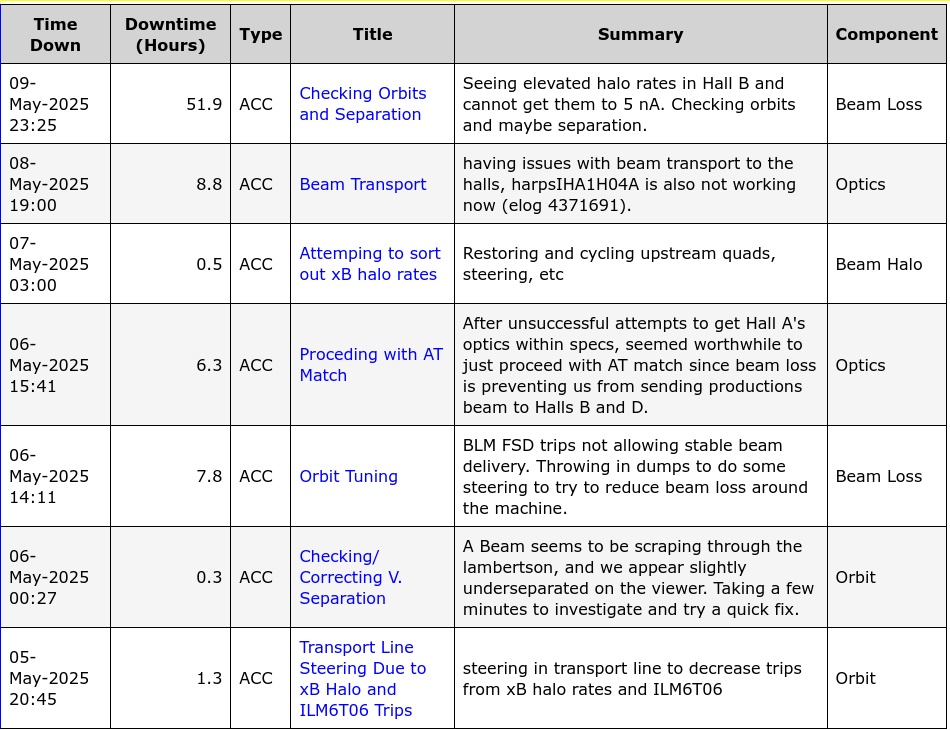 Time Down
Downtime (Hours)
Type
Title
Summary
Component
09-
May-2025
23:25
51.9
ACC
Checking Orbits
and Separation
Seeing elevated halo rates in Hall B and
cannot get them to 5 nA. Checking orbits
and maybe separation.
Beam Loss
08-
May-2025
19:00
8.8
ACC
Beam Transport
having issues with beam transport to the
halls, harpsIHA1H04A is also not working
now (elog 4371691).
Optics
07-
May-2025
03:00
0.5
ACC
Attemping to sort
out xB halo rates
Restoring and cycling upstream quads,
steering, etc
Beam Halo
06-
May-2025
15:41
6.3
ACC
Proceding with AT
Match
After unsuccessful attempts to get Hall A's
optics within specs, seemed worthwhile to
just proceed with AT match since beam loss
is preventing us from sending productions
beam to Halls B and D.
Optics
06-
May-2025
14:11
7.8
ACC
Orbit Tuning
BLM FSD trips not allowing stable beam
delivery. Throwing in dumps to do some
steering to try to reduce beam loss around
the machine.
Beam Loss
06-
May-2025
00:27
0.3
ACC
Checking/
Correcting V.
Separation
A Beam seems to be scraping through the
lambertson, and we appear slightly
underseparated on the viewer. Taking a few
minutes to investigate and try a quick fix.
Orbit
05-
May-2025
20:45
1.3
ACC
Transport Line
Steering Due to
xB Halo and
ILM6T06 Trips
steering in transport line to decrease trips
from xB halo rates and ILM6T06
Orbit